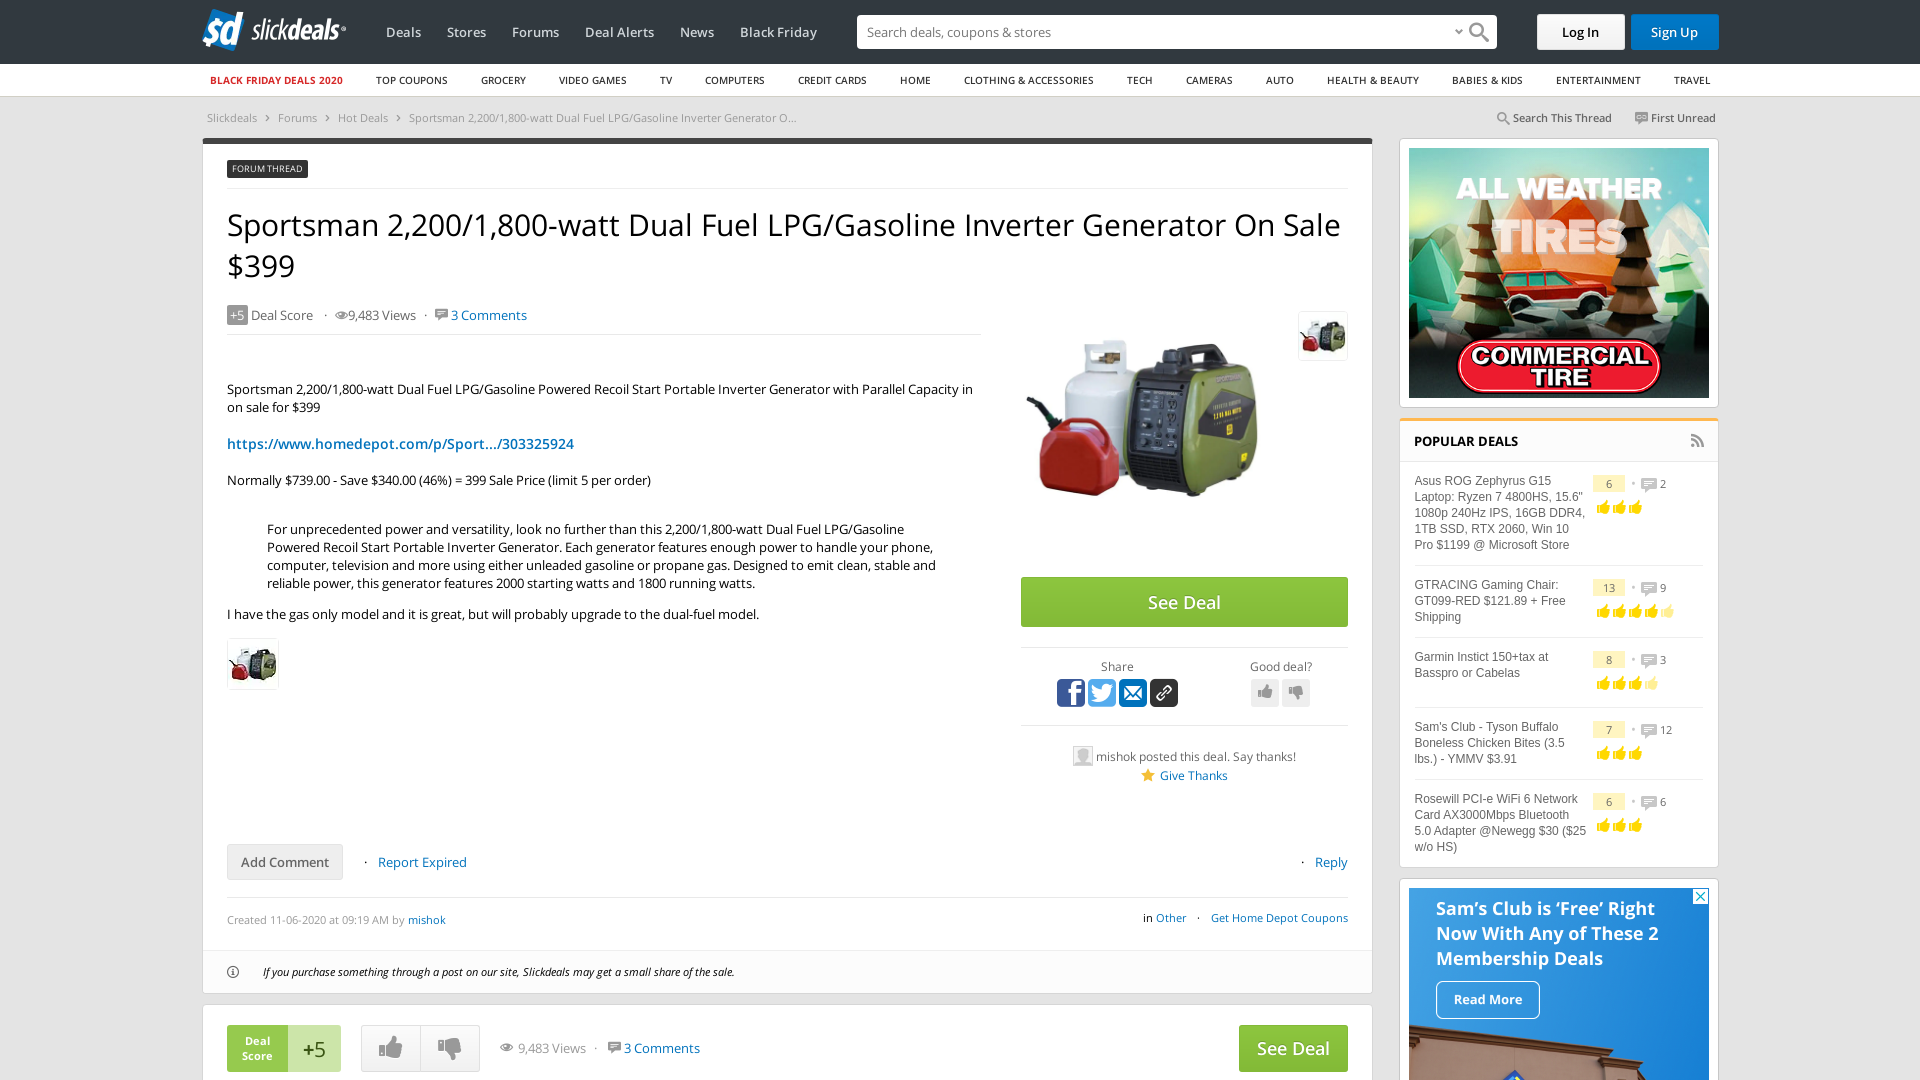 slickdeals
Deals
Stores
Forums
Deal Alerts
News
Black Friday
Search deals, coupons & stores
Log In
Sign Up
BLACK FRIDAY DEALS 2020
TOP COUPONS
GROCERY
VIDEO GAMES
TV
COMPUTERS
CREDIT CARDS
HOME
CLOTHING & ACCESSORIES
TECH
CAMERAS
AUTO
HEALTH & BEAUTY
BABIES & KIDS
ENTERTAINMENT
TRAVEL
Slickdeals > Forums > Hot Deals > Sportsman 2,200/1,800-watt Dual Fuel LPG/Gasoline Inverter Generator O...
Search This Thread
First Unread
FORUM THREAD
Sportsman 2,200/1,800-watt Dual Fuel LPG/Gasoline Inverter Generator On Sale
$399
+5 Deal Score · 9,483 Views · 3 Comments
Sportsman 2,200/1,800-watt Dual Fuel LPG/Gasoline Powered Recoil Start Portable Inverter Generator with Parallel Capacity in
on sale for $399
https://www.homedepot.com/p/Sport.../303325924
Normally $739.00 - Save $340.00 (46%) = 399 Sale Price (limit 5 per order)
For unprecedented power and versatility, look no further than this 2,200/1,800-watt Dual Fuel LPG/Gasoline
Powered Recoil Start Portable Inverter Generator. Each generator features enough power to handle your phone,
computer, television and more using either unleaded gasoline or propane gas. Designed to emit clean, stable and
reliable power, this generator features 2000 starting watts and 1800 running watts.
I have the gas only model and it is great, but will probably upgrade to the dual-fuel model.
See Deal
Share
Good deal?
mishok posted this deal. Say thanks!
Give Thanks
Add Comment
· Report Expired
· Reply
Created 11-06-2020 at 09:19 AM by mishok
in Other · Get Home Depot Coupons
If you purchase something through a post on our site, Slickdeals may get a small share of the sale.
Deal
Score
+5
9,483 Views · 3 Comments
See Deal
ALL WEATHER
TIRES
COMMERCIAL
TIRE
POPULAR DEALS
Asus ROG Zephyrus G15
Laptop: Ryzen 7 4800HS, 15.6"
1080p 240Hz IPS, 16GB DDR4,
1TB SSD, RTX 2060, Win 10
Pro $1199 @ Microsoft Store
6 · 2
GTRACING Gaming Chair:
GT099-RED $121.89 + Free
Shipping
13 · 9
Garmin Instict 150+tax at
Basspro or Cabelas
8 · 3
Sam's Club - Tyson Buffalo
Boneless Chicken Bites (3.5
lbs.) - YMMV $3.91
7 · 12
Rosewill PCI-e WiFi 6 Network
Card AX3000Mbps Bluetooth
5.0 Adapter @Newegg $30 ($25
w/o HS)
6 · 6
Sam's Club is 'Free' Right
Now With Any of These 2
Membership Deals
Read More